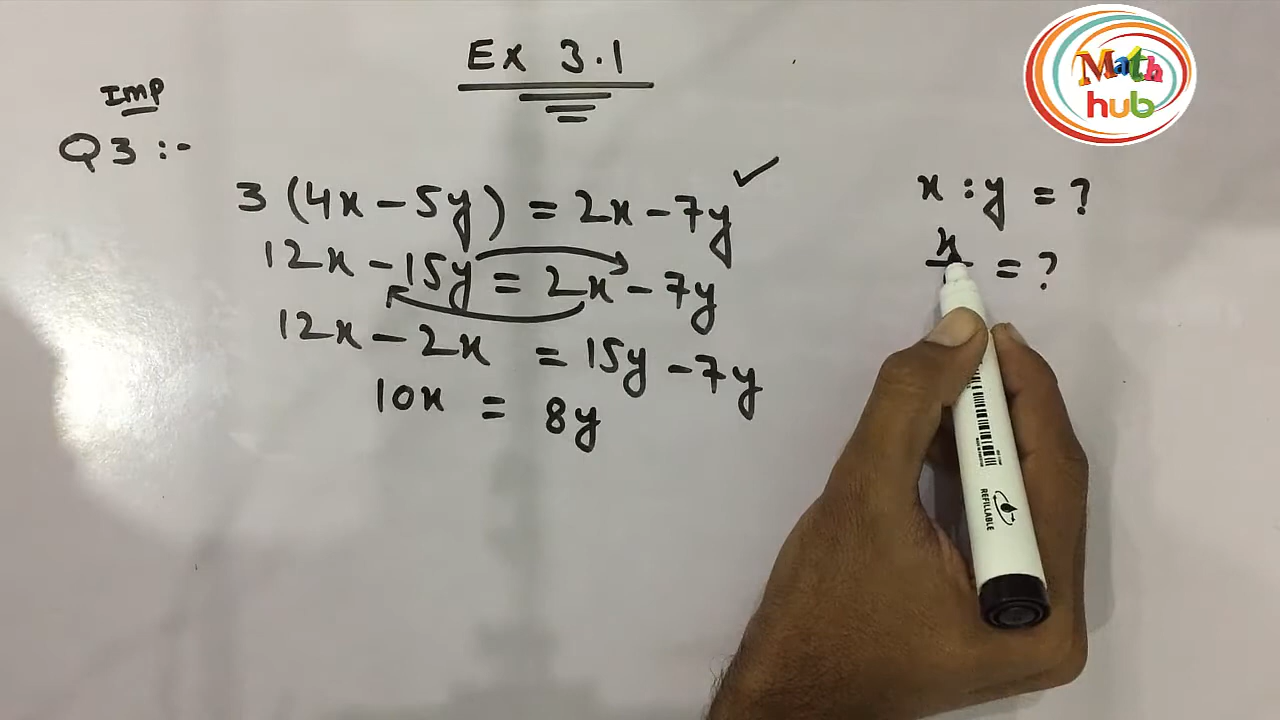 Ex 3.1
Math
hub
Imp
Q3 :-
3 (4x - 5y) = 2x - 7y
12x - 15y = 2x - 7y
12x - 2x = 15y - 7y
10x = 8y
x : y = ?
x
= ?
REFILLABLE